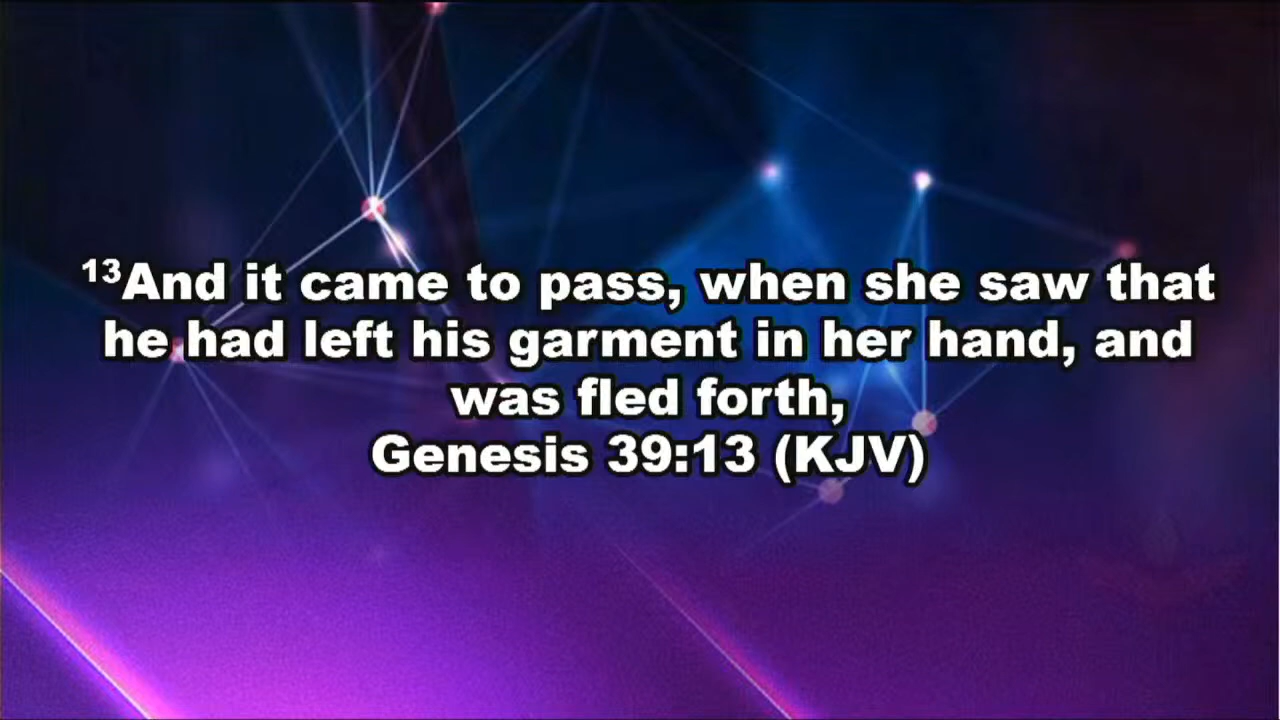 ¹³And it came to pass, when she saw that
he had left his garment in her hand, and
was fled forth,
Genesis 39:13 (KJV)